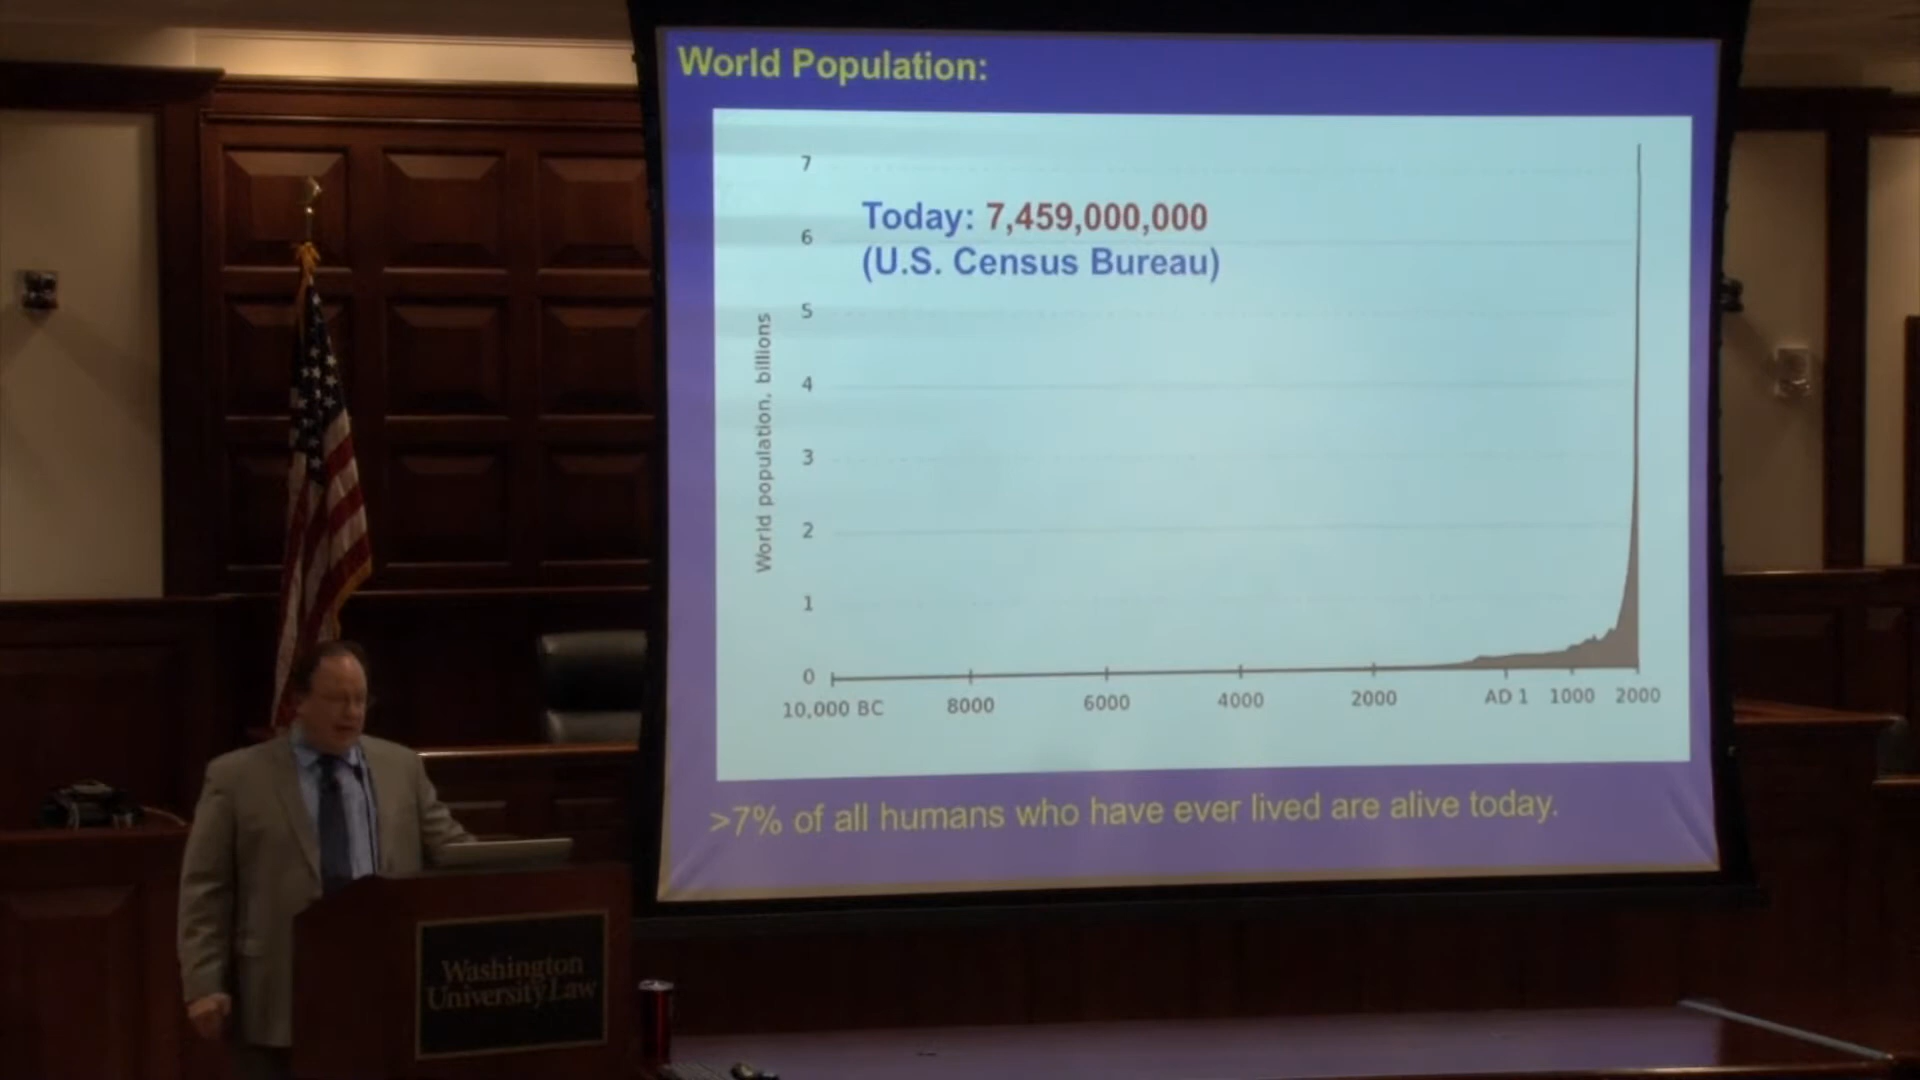 World Population:
7
Today: 7,459,000,000
6
(U.S. Census Bureau)
5
4
3
2
1
0
World population, billions
10,000 BC 8000 6000 4000 2000 AD 1 1000 2000
>7% of all humans who have ever lived are alive today.
Washington
University Law